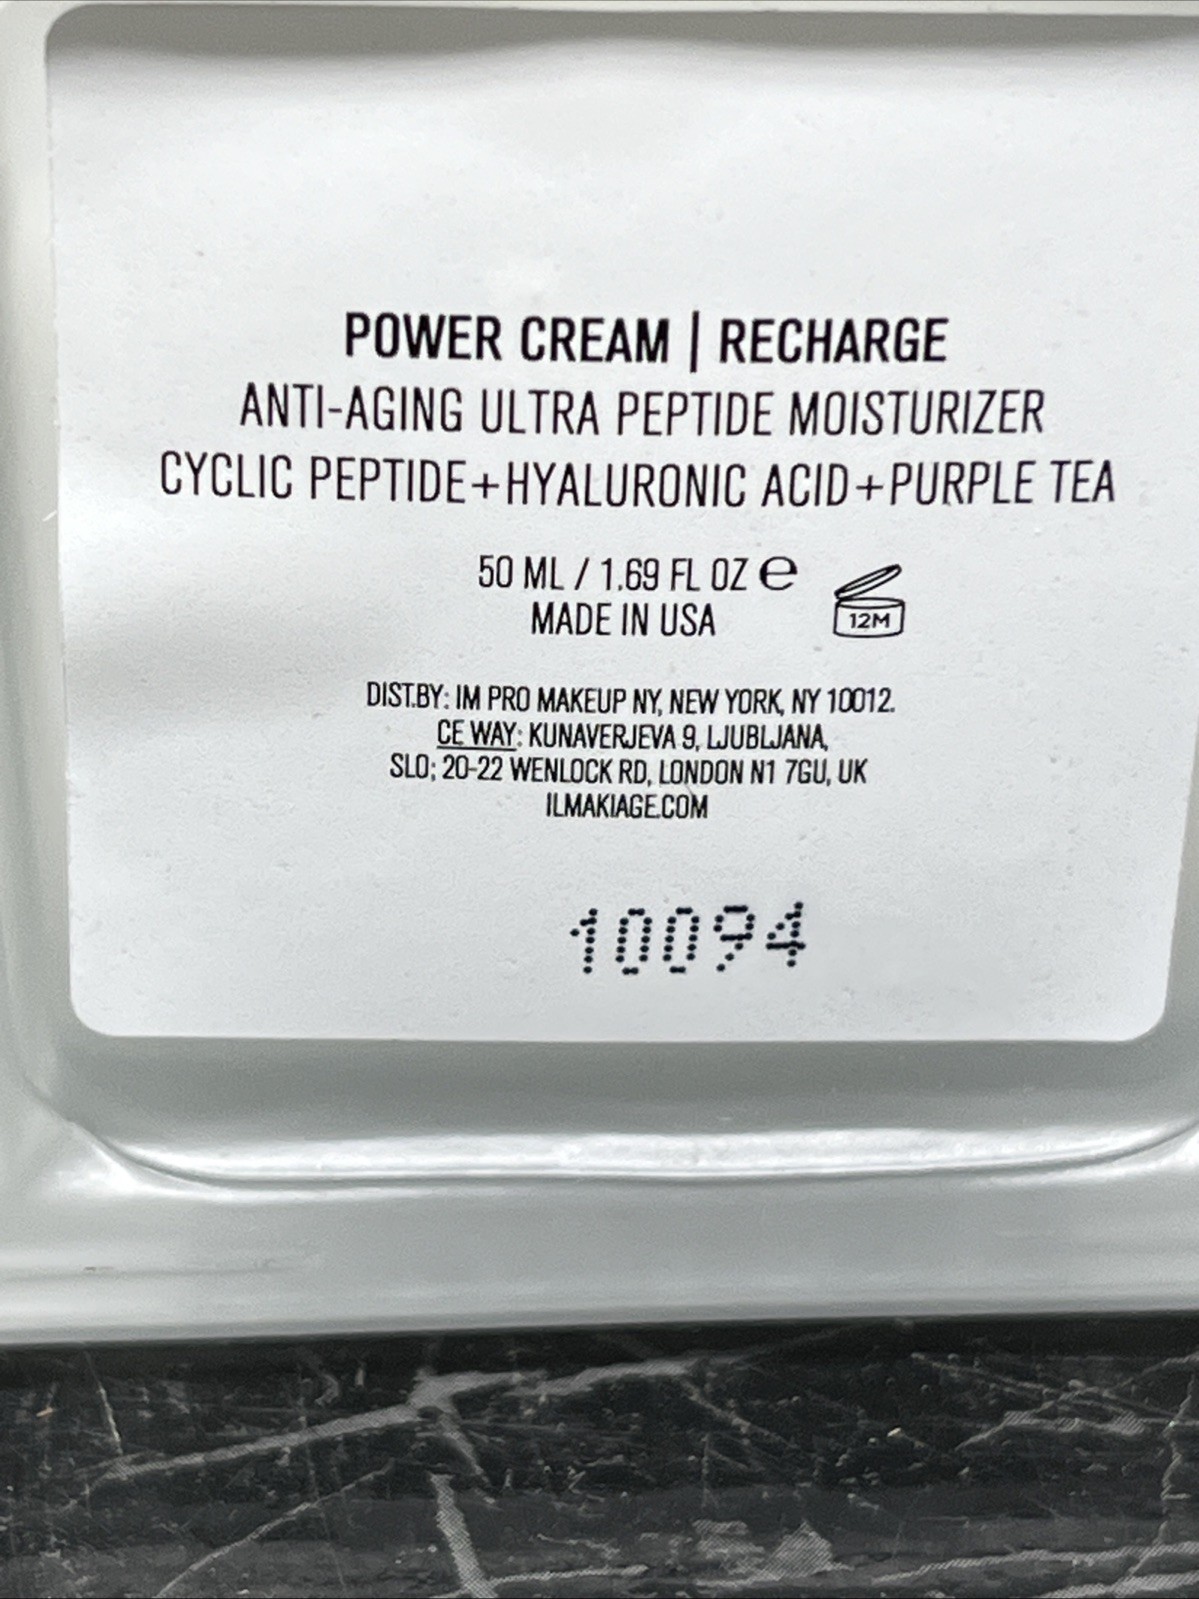 POWER CREAM | RECHARGE
ANTI-AGING ULTRA PEPTIDE MOISTURIZER
CYCLIC PEPTIDE+HYALURONIC ACID+PURPLE TEA
50 ML / 1.69 FL OZ ℮
12M
MADE IN USA
DIST.BY: IM PRO MAKEUP NY, NEW YORK, NY 10012.
CE WAY: KUNAVERJEVA 9, LJUBLJANA,
SLO; 20-22 WENLOCK RD, LONDON N1 7GU, UK
ILMAKIAGE.COM
10094